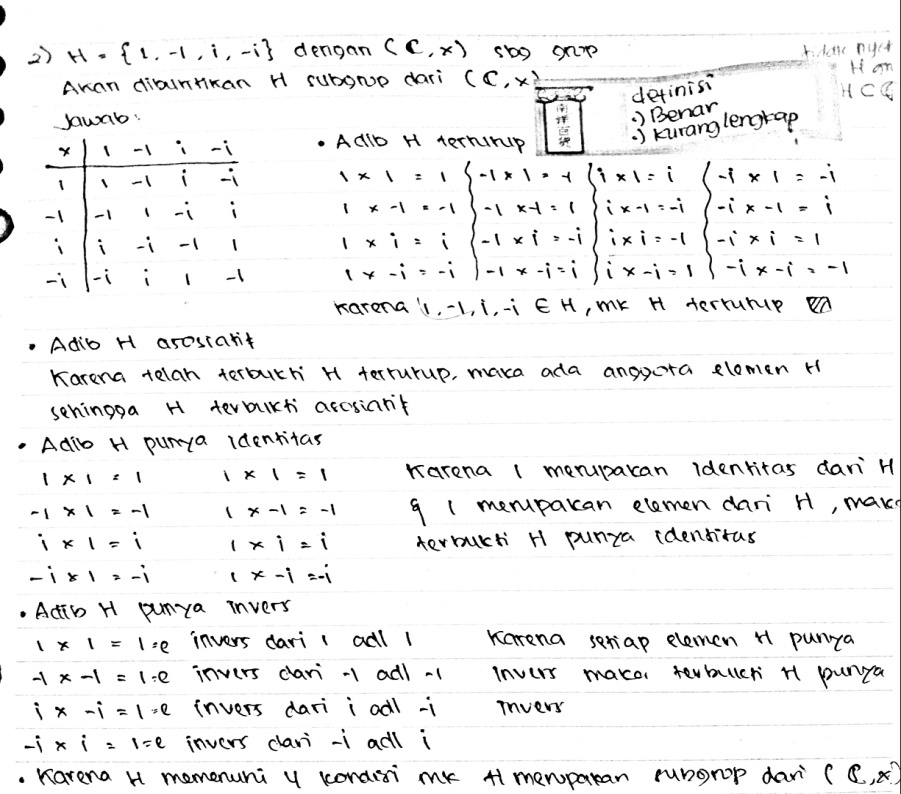 2) H = {1, -1, i, -i} dengan (ℂ, x) sbg grup
Akan dibuktikan H subgrup dari (ℂ, x)
H ⊂ ℂ
definisi
•) Benar
•) Kurang lengkap
南洋
Jawab:
x | 1 -1 i -i
1 | 1 -1 i -i
-1 | -1 1 -i i
i | i -i -1 1
-i | -i i 1 -1
• Adib H tertutup
1 x 1 = 1 { -1 x 1 = -1 { i x 1 = i { -i x 1 = -i
1 x -1 = -1 { -1 x -1 = 1 { i x -1 = -i { -i x -1 = i
1 x i = i { -1 x i = -i { i x i = -1 { -i x i = 1
1 x -i = -i { -1 x -i = i { i x -i = 1 { -i x -i = -1
Karena 1, -1, i, -i ∈ H, mk H tertutup
• Adib H asosiatif
Karena telah terbukti H tertutup, maka ada anggota elemen H
sehingga H terbukti asosiatif
• Adib H punya identitas
1 x 1 = 1 1 x 1 = 1 Karena 1 merupakan identitas dari H
-1 x 1 = -1 1 x -1 = -1 & 1 merupakan elemen dari H, maka
i x 1 = i 1 x i = i terbukti H punya identitas
-i x 1 = -i 1 x -i = -i
• Adib H punya invers
1 x 1 = 1 = e invers dari 1 adl 1 Karena setiap elemen H punya
-1 x -1 = 1 = e invers dari -1 adl -1 invers maka terbukti H punya
i x -i = 1 = e invers dari i adl -i invers
-i x i = 1 = e invers dari -i adl i
• Karena H memenuhi 4 kondisi mk H merupakan subgrup dari (ℂ, x)